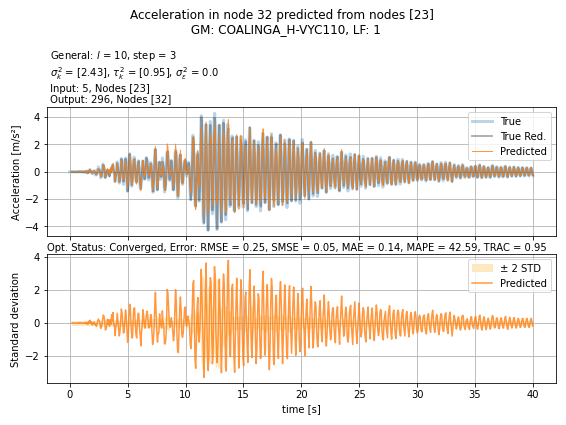 Acceleration in node 32 predicted from nodes [23]
GM: COALINGA_H-VYC110, LF: 1
General: l = 10, step = 3
σ²ₖ = [2.43], τ²ₖ = [0.95], σ²ε = 0.0
Input: 5, Nodes [23]
Output: 296, Nodes [32]
4
2
0
−2
−4
Acceleration [m/s²]
True
True Red.
Predicted
Opt. Status: Converged, Error: RMSE = 0.25, SMSE = 0.05, MAE = 0.14, MAPE = 42.59, TRAC = 0.95
4
2
0
−2
Standard deviation
± 2 STD
Predicted
0 5 10 15 20 25 30 35 40
time [s]